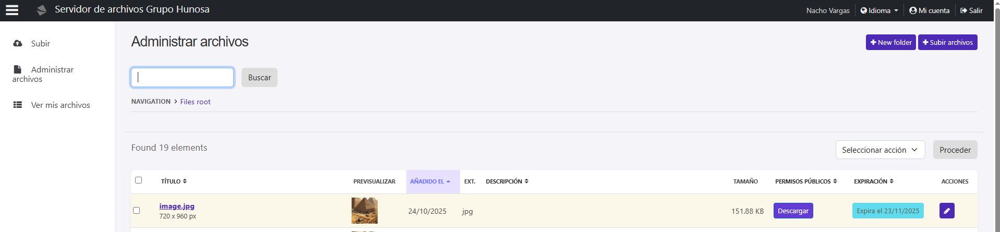 Servidor de archivos Grupo Hunosa
Nacho Vargas
Idioma
Mi cuenta
Salir
Subir
Administrar
archivos
Ver mis archivos
Administrar archivos
New folder
Subir archivos
Buscar
NAVIGATION > Files root
Found 19 elements
Seleccionar acción
Proceder
TÍTULO
PREVISUALIZAR
AÑADIDO EL
EXT.
DESCRIPCIÓN
TAMAÑO
PERMISOS PÚBLICOS
EXPIRACIÓN
ACCIONES
image.jpg
720 x 960 px
24/10/2025
jpg
151.88 KB
Descargar
Expira el 23/11/2025